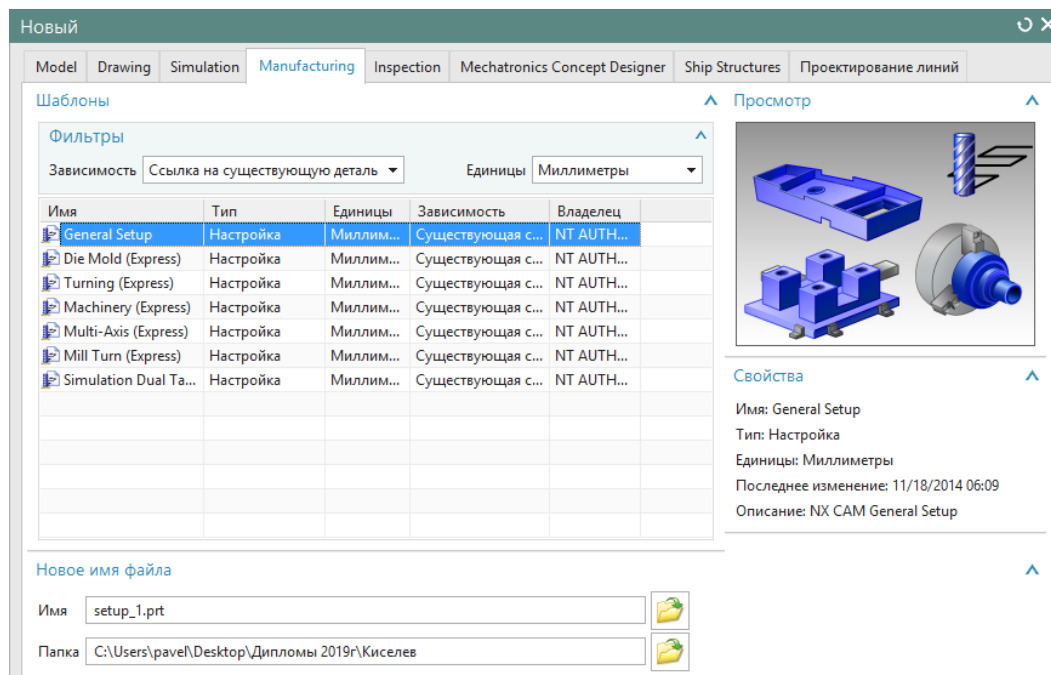 Новый
Model Drawing Simulation Manufacturing Inspection Mechatronics Concept Designer Ship Structures Проектирование линий
Шаблоны
Фильтры
Зависимость Ссылка на существующую деталь Единицы Миллиметры
Имя Тип Единицы Зависимость Владелец
General Setup Настройка Миллим... Существующая с... NT AUTH...
Die Mold (Express) Настройка Миллим... Существующая с... NT AUTH...
Turning (Express) Настройка Миллим... Существующая с... NT AUTH...
Machinery (Express) Настройка Миллим... Существующая с... NT AUTH...
Multi-Axis (Express) Настройка Миллим... Существующая с... NT AUTH...
Mill Turn (Express) Настройка Миллим... Существующая с... NT AUTH...
Simulation Dual Ta... Настройка Миллим... Существующая с... NT AUTH...
Просмотр
Свойства
Имя: General Setup
Тип: Настройка
Единицы: Миллиметры
Последнее изменение: 11/18/2014 06:09
Описание: NX CAM General Setup
Новое имя файла
Имя setup_1.prt
Папка C:\Users\pavel\Desktop\Дипломы 2019г\Киселев